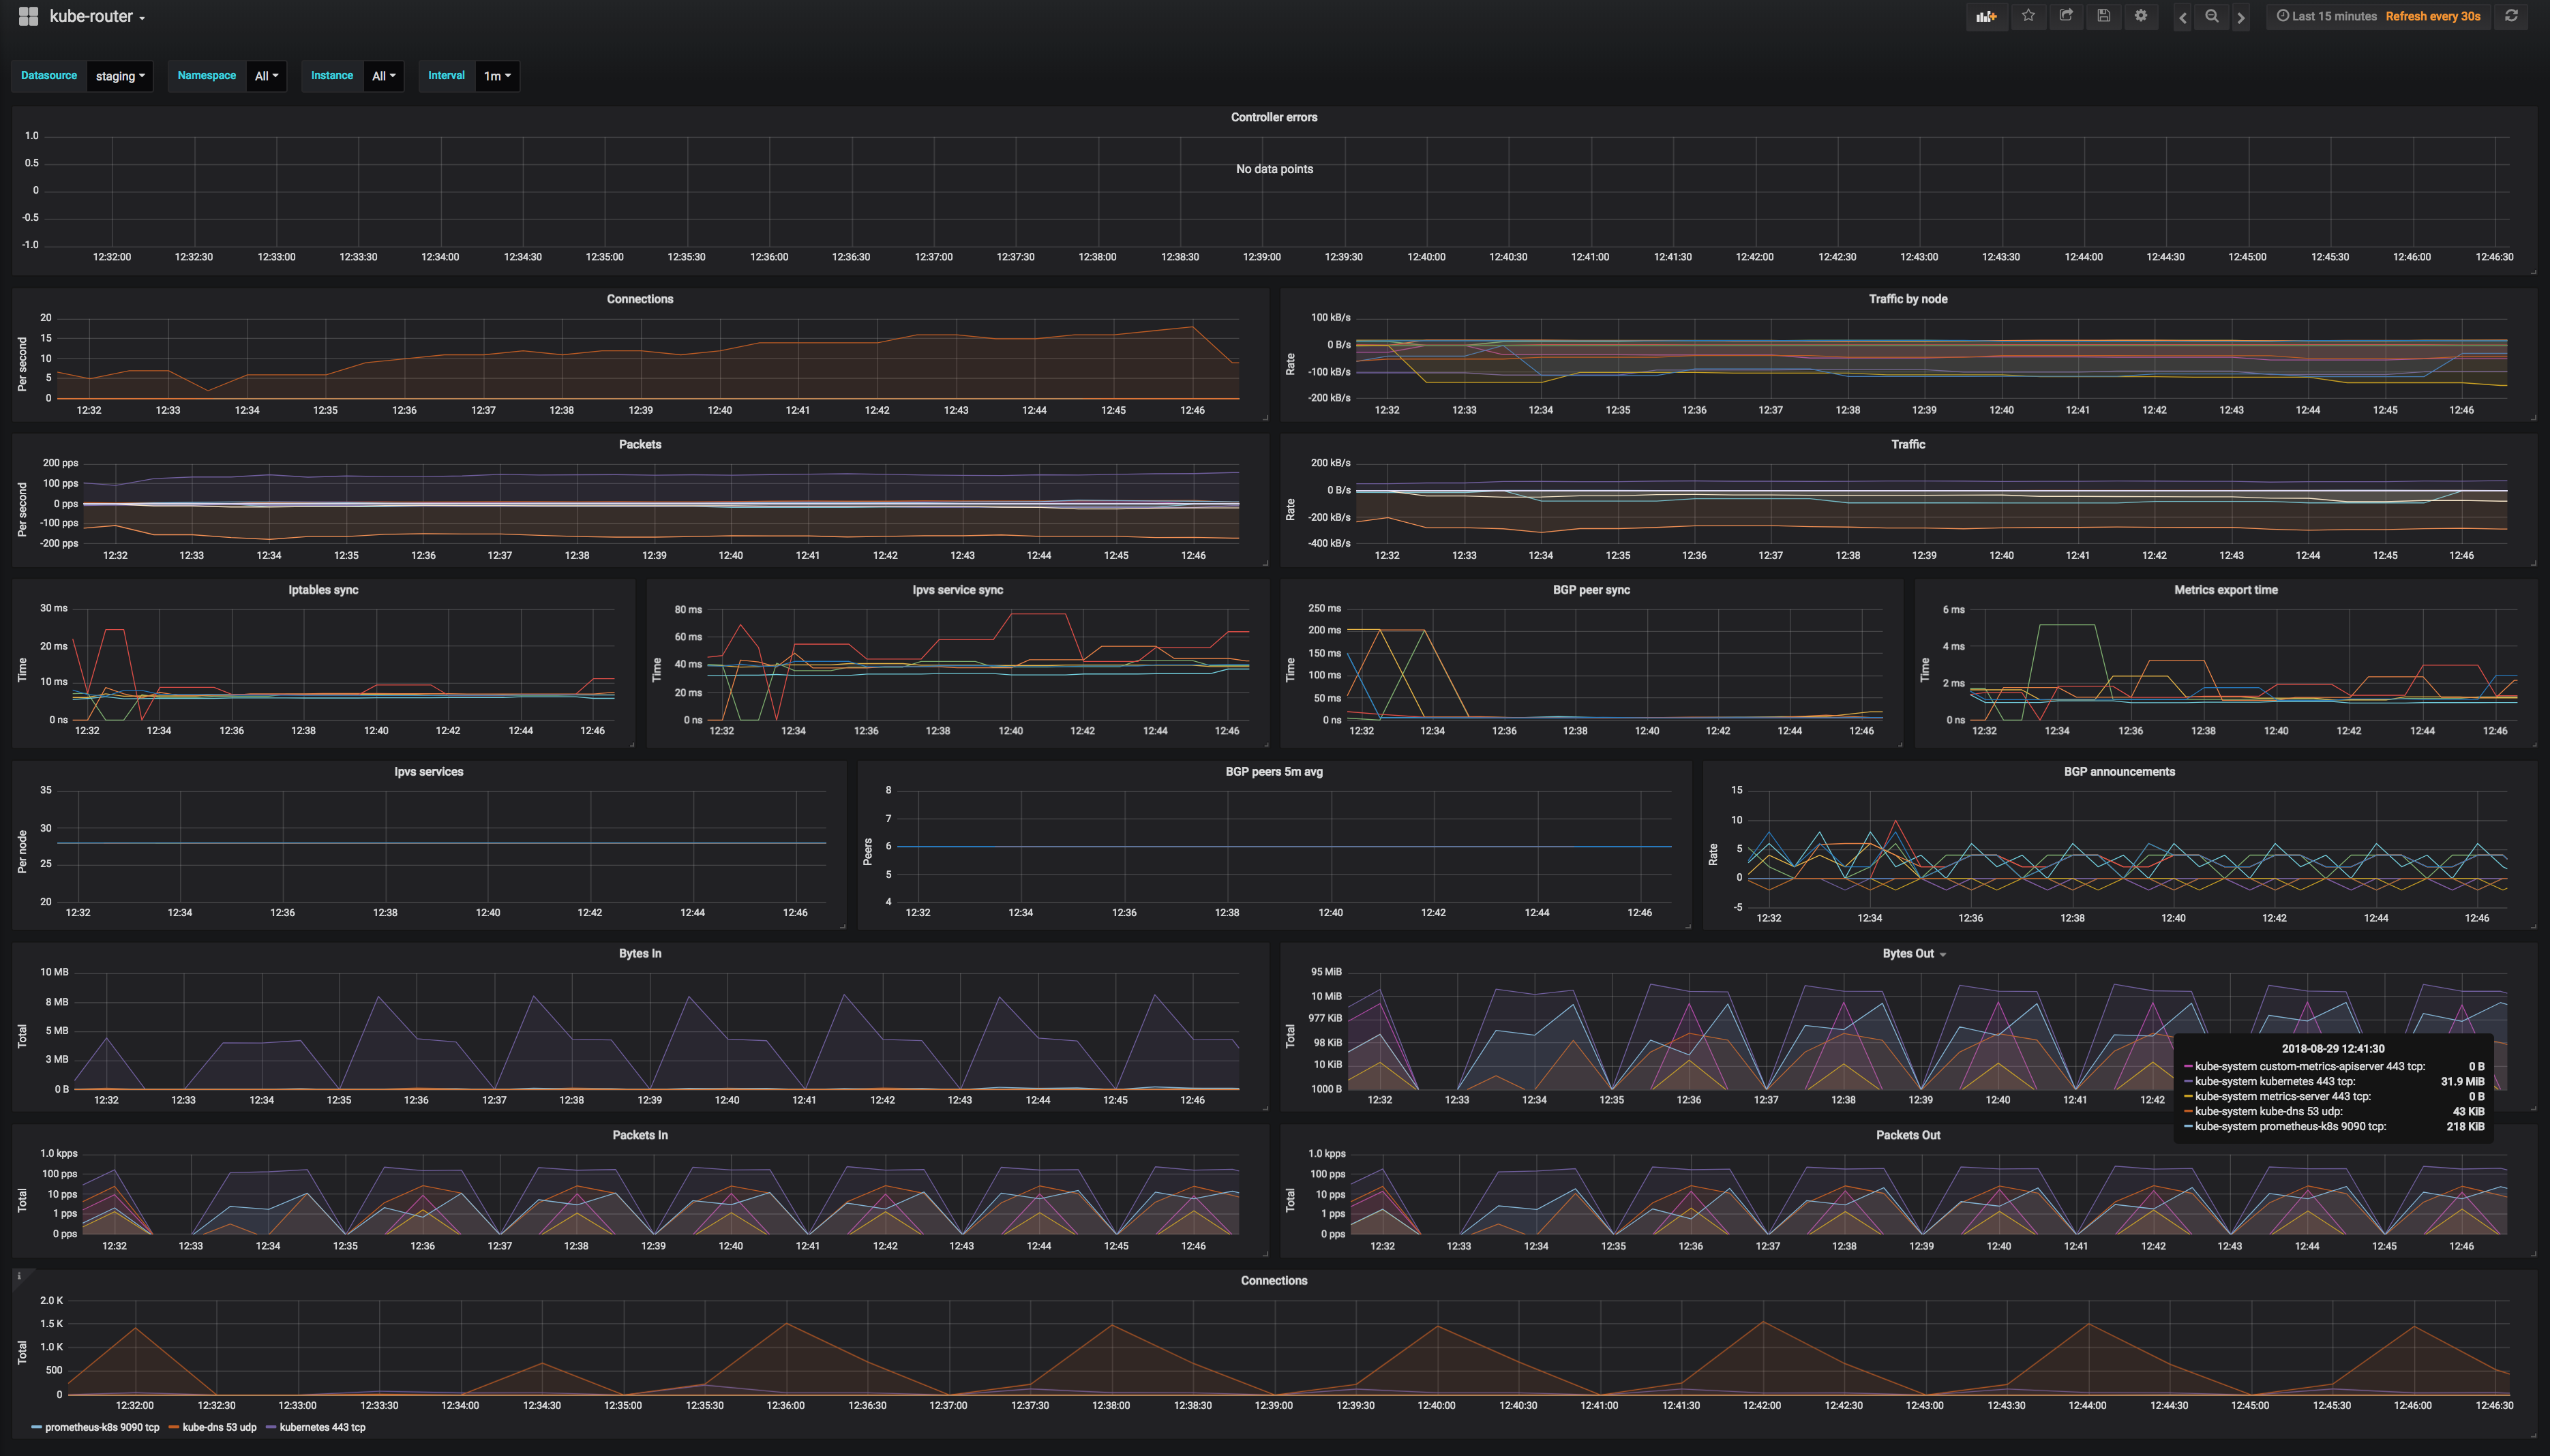 kube-router
Last 15 minutes Refresh every 30s
Datasource staging Namespace All Instance All Interval 1m
Controller errors
1.0
0.5
0
-0.5
-1.0
No data points
12:32:00 12:32:30 12:33:00 12:33:30 12:34:00 12:34:30 12:35:00 12:35:30 12:36:00 12:36:30 12:37:00 12:37:30 12:38:00 12:38:30 12:39:00 12:39:30 12:40:00 12:40:30 12:41:00 12:41:30 12:42:00 12:42:30 12:43:00 12:43:30 12:44:00 12:44:30 12:45:00 12:45:30 12:46:00 12:46:30
Connections
Per second
20
15
10
5
0
12:32 12:33 12:34 12:35 12:36 12:37 12:38 12:39 12:40 12:41 12:42 12:43 12:44 12:45 12:46
Traffic by node
Rate
100 kB/s
0 B/s
-100 kB/s
-200 kB/s
12:32 12:33 12:34 12:35 12:36 12:37 12:38 12:39 12:40 12:41 12:42 12:43 12:44 12:45 12:46
Packets
Per second
200 pps
100 pps
0 pps
-100 pps
-200 pps
12:32 12:33 12:34 12:35 12:36 12:37 12:38 12:39 12:40 12:41 12:42 12:43 12:44 12:45 12:46
Traffic
Rate
200 kB/s
0 B/s
-200 kB/s
-400 kB/s
12:32 12:33 12:34 12:35 12:36 12:37 12:38 12:39 12:40 12:41 12:42 12:43 12:44 12:45 12:46
Iptables sync
Time
30 ms
20 ms
10 ms
0 ns
12:32 12:34 12:36 12:38 12:40 12:42 12:44 12:46
Ipvs service sync
Time
80 ms
60 ms
40 ms
20 ms
0 ns
12:32 12:34 12:36 12:38 12:40 12:42 12:44 12:46
BGP peer sync
Time
250 ms
200 ms
150 ms
100 ms
50 ms
0 ns
12:32 12:34 12:36 12:38 12:40 12:42 12:44 12:46
Metrics export time
Time
6 ms
4 ms
2 ms
0 ns
12:32 12:34 12:36 12:38 12:40 12:42 12:44 12:46
Ipvs services
Per node
35
30
25
20
12:32 12:34 12:36 12:38 12:40 12:42 12:44 12:46
BGP peers 5m avg
Peers
8
7
6
5
4
12:32 12:34 12:36 12:38 12:40 12:42 12:44 12:46
BGP announcements
Rate
15
10
5
0
-5
12:32 12:34 12:36 12:38 12:40 12:42 12:44 12:46
Bytes In
Total
10 MB
8 MB
5 MB
3 MB
0 B
12:32 12:33 12:34 12:35 12:36 12:37 12:38 12:39 12:40 12:41 12:42 12:43 12:44 12:45 12:46
Bytes Out
Total
95 MiB
10 MiB
977 KiB
98 KiB
10 KiB
1000 B
12:32 12:33 12:34 12:35 12:36 12:37 12:38 12:39 12:40 12:41 12:42
2018-08-29 12:41:30
kube-system custom-metrics-apiserver 443 tcp: 0 B
kube-system kubernetes 443 tcp: 31.9 MiB
kube-system metrics-server 443 tcp: 0 B
kube-system kube-dns 53 udp: 43 KiB
kube-system prometheus-k8s 9090 tcp: 218 KiB
Packets In
Total
1.0 kpps
100 pps
10 pps
1 pps
0 pps
12:32 12:33 12:34 12:35 12:36 12:37 12:38 12:39 12:40 12:41 12:42 12:43 12:44 12:45 12:46
Packets Out
Total
1.0 kpps
100 pps
10 pps
1 pps
0 pps
12:32 12:33 12:34 12:35 12:36 12:37 12:38 12:39 12:40 12:41 12:42 12:43 12:44 12:45 12:46
i
Connections
Total
2.0 K
1.5 K
1.0 K
500
0
12:32:00 12:32:30 12:33:00 12:33:30 12:34:00 12:34:30 12:35:00 12:35:30 12:36:00 12:36:30 12:37:00 12:37:30 12:38:00 12:38:30 12:39:00 12:39:30 12:40:00 12:40:30 12:41:00 12:41:30 12:42:00 12:42:30 12:43:00 12:43:30 12:44:00 12:44:30 12:45:00 12:45:30 12:46:00 12:46:30
prometheus-k8s 9090 tcp kube-dns 53 udp kubernetes 443 tcp